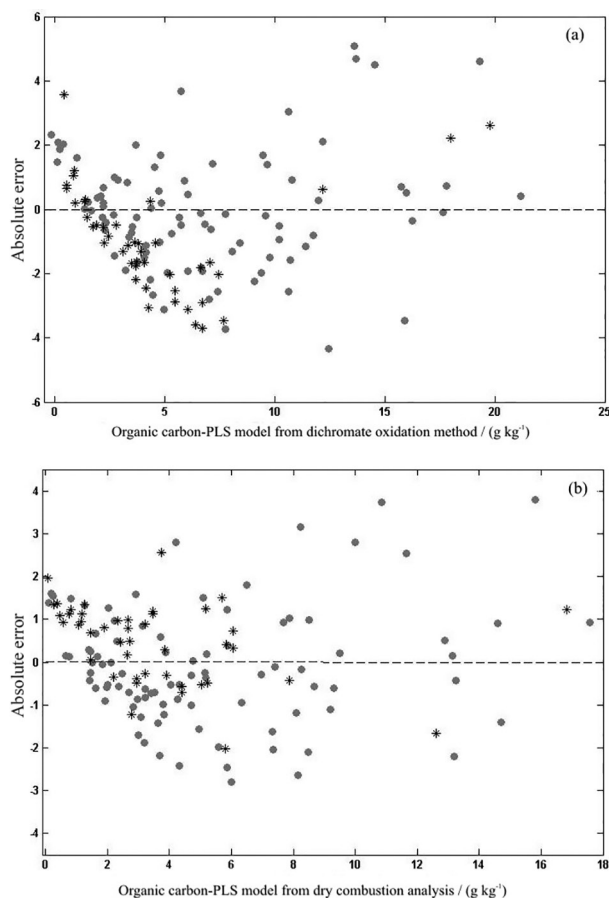 (a)
6
4
2
0
-2
-4
-6
Absolute error
0 5 10 15 20 25
Organic carbon-PLS model from dichromate oxidation method / (g kg⁻¹)
(b)
4
3
2
1
0
-1
-2
-3
-4
Absolute error
0 2 4 6 8 10 12 14 16 18
Organic carbon-PLS model from dry combustion analysis / (g kg⁻¹)